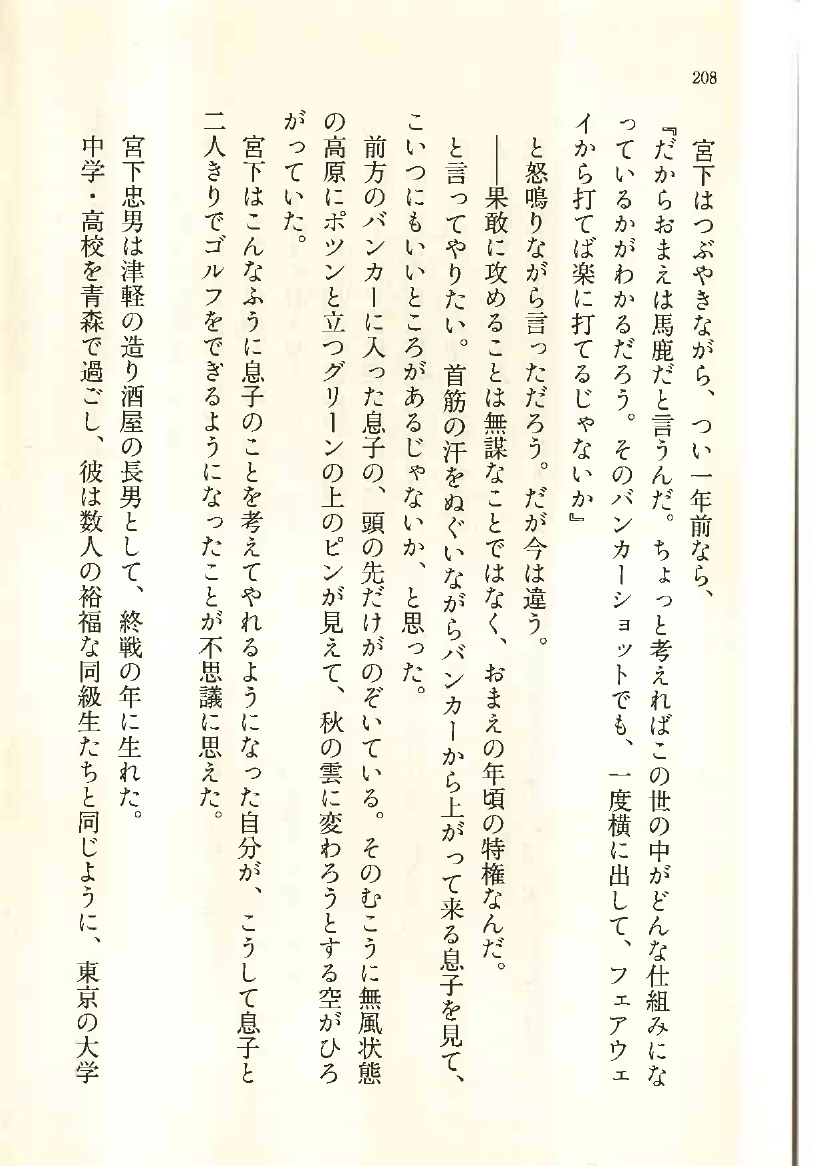 208
宮下はつぶやきながら、つい一年前なら、
『だからおまえは馬鹿だと言うんだ。ちょっと考えればこの世の中がどんな仕組みにな
っているかがわかるだろう。そのバンカーショットでも、一度横に出して、フェアウェ
イから打てば楽に打てるじゃないか』
と怒鳴りながら言っただろう。だが今は違う。
――果敢に攻めることは無謀なことではなく、おまえの年頃の特権なんだ。
と言ってやりたい。首筋の汗をぬぐいながらバンカーから上がって来る息子を見て、
こいつにもいいところがあるじゃないか、と思った。
前方のバンカーに入った息子の、頭の先だけがのぞいている。そのむこうに無風状態
の高原にポツンと立つグリーンの上のピンが見えて、秋の雲に変わろうとする空がひろ
がっていた。
宮下はこんなふうに息子のことを考えてやれるようになった自分が、こうして息子と
二人きりでゴルフをできるようになったことが不思議に思えた。
宮下忠男は津軽の造り酒屋の長男として、終戦の年に生れた。
中学・高校を青森で過ごし、彼は数人の裕福な同級生たちと同じように、東京の大学